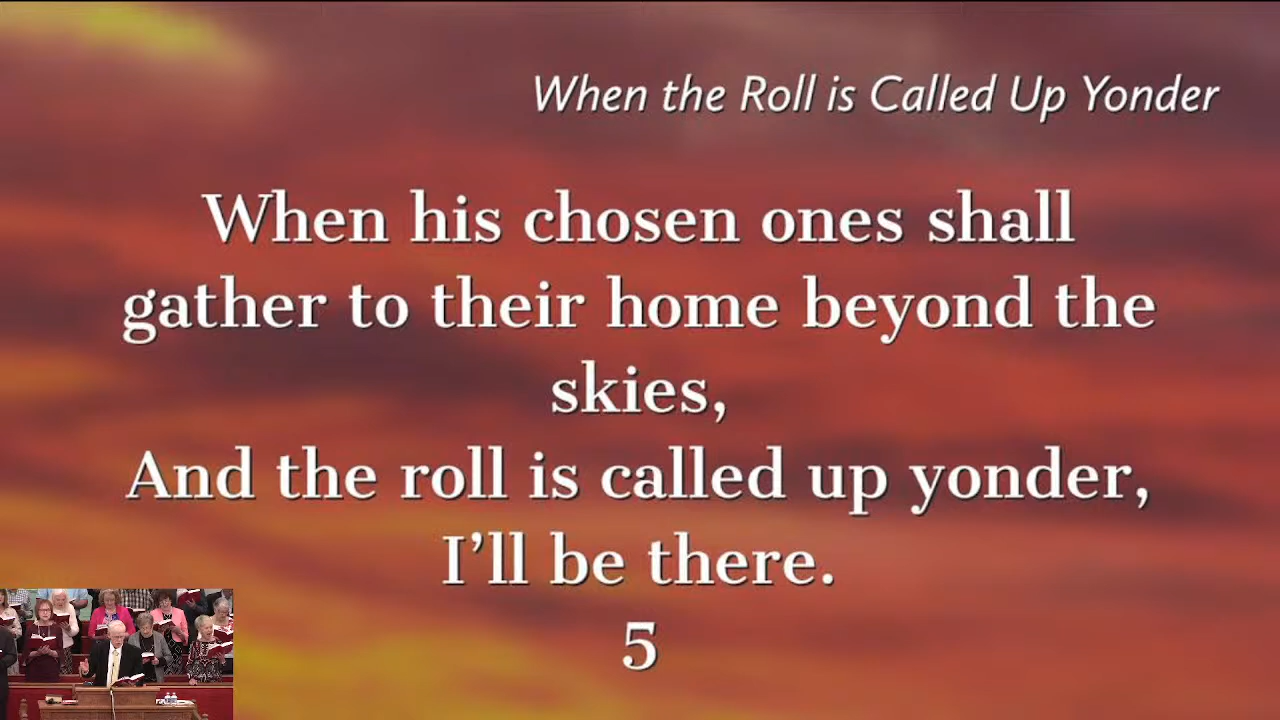 When the Roll is Called Up Yonder
When his chosen ones shall
gather to their home beyond the
skies,
And the roll is called up yonder,
I’ll be there.
5